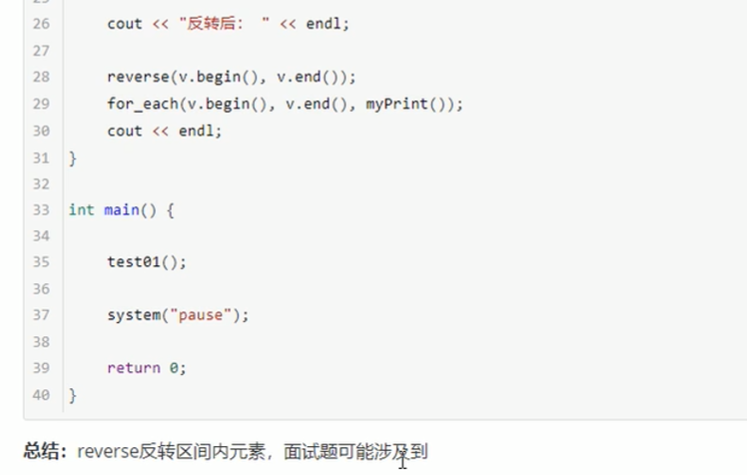 26 cout << "反转后： " << endl;
27
28 reverse(v.begin(), v.end());
29 for_each(v.begin(), v.end(), myPrint());
30 cout << endl;
31 }
32
33 int main() {
34
35 test01();
36
37 system("pause");
38
39 return 0;
40 }
总结：reverse反转区间内元素，面试题可能涉及到